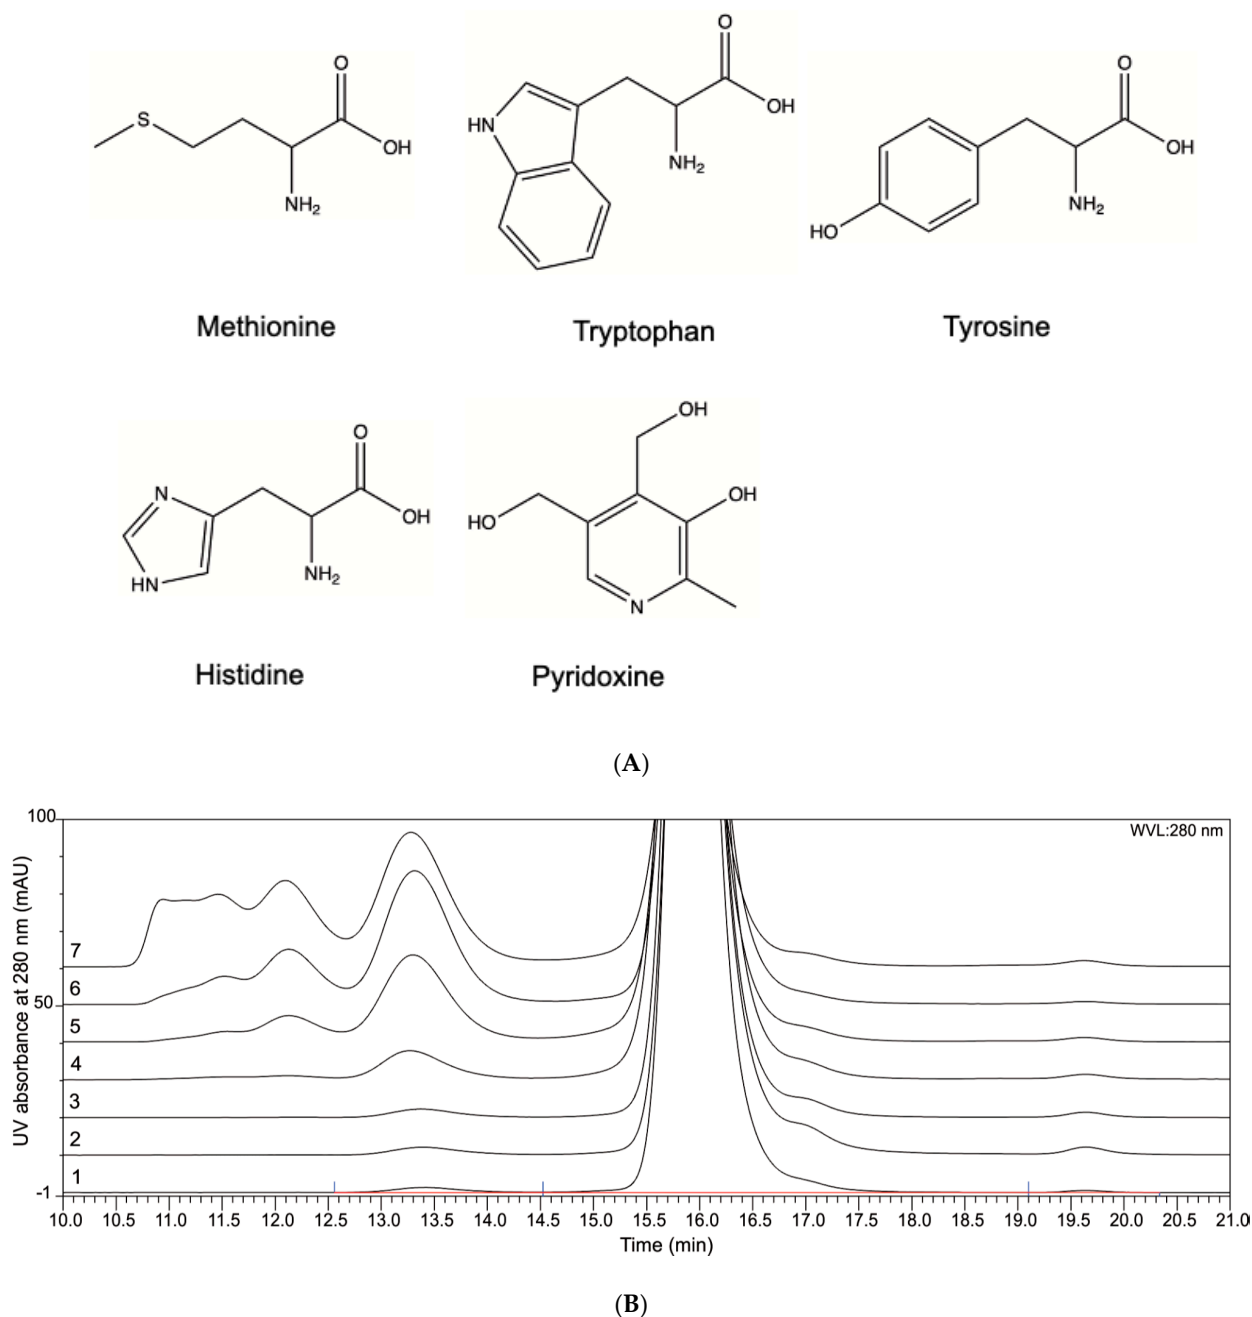 O
S
OH
NH2
Methionine
O
OH
HN
NH2
Tryptophan
O
OH
NH2
HO
Tyrosine
O
N
OH
HN
NH2
Histidine
OH
OH
HO
N
Pyridoxine
(A)
100
WVL:280 nm
UV absorbance at 280 nm (mAU)
7
6
50
5
4
3
2
1
-1
10.0 10.5 11.0 11.5 12.0 12.5 13.0 13.5 14.0 14.5 15.0 15.5 16.0 16.5 17.0 17.5 18.0 18.5 19.0 19.5 20.0 20.5 21.0
Time (min)
(B)